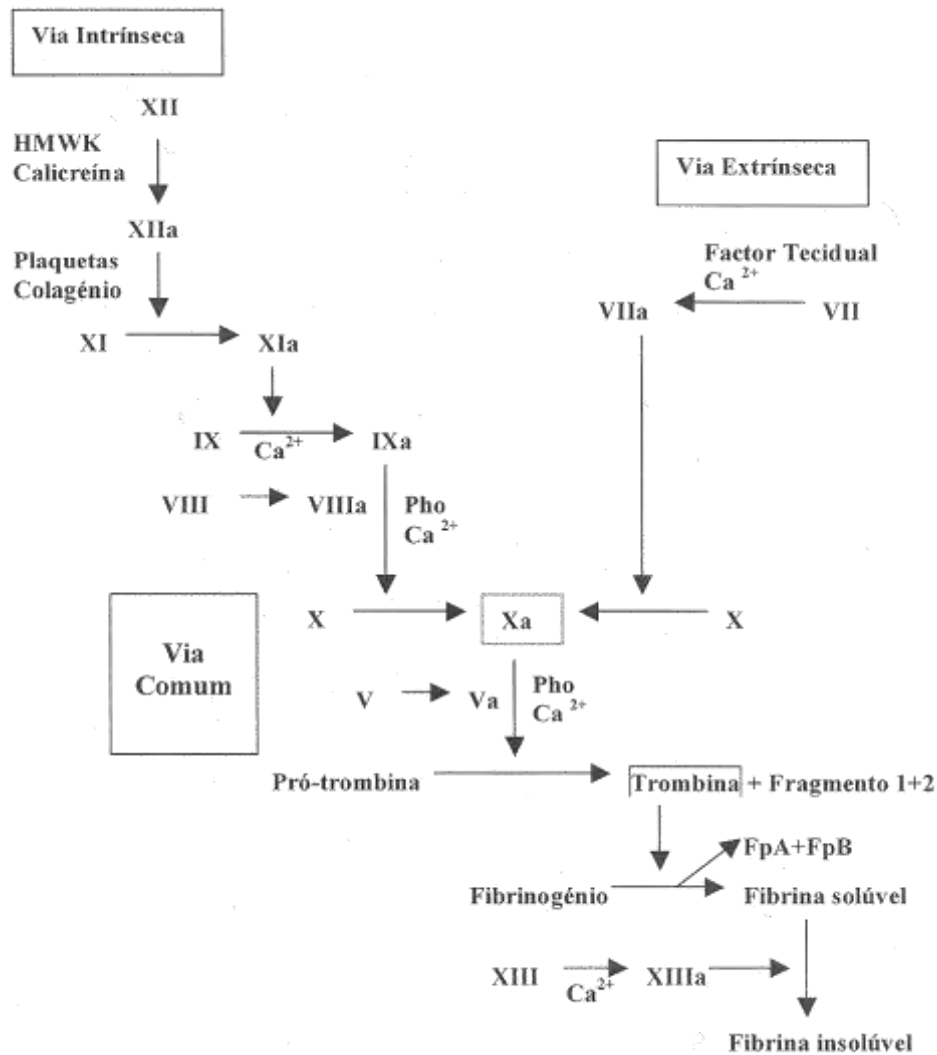 Via Intrínseca
XII
HMWK
Calicreína
XIIa
Plaquetas
Colagénio
XI
XIa
IX
Ca2+
IXa
VIII
VIIIa
Pho
Ca 2+
Via Extrínseca
Factor Tecidual
Ca 2+
VIIa
VII
Via
Comum
X
Xa
X
V
Va
Pho
Ca 2+
Pró-trombina
Trombina + Fragmento 1+2
FpA+FpB
Fibrinogénio
Fibrina solúvel
XIII
Ca2+
XIIIa
Fibrina insolúvel